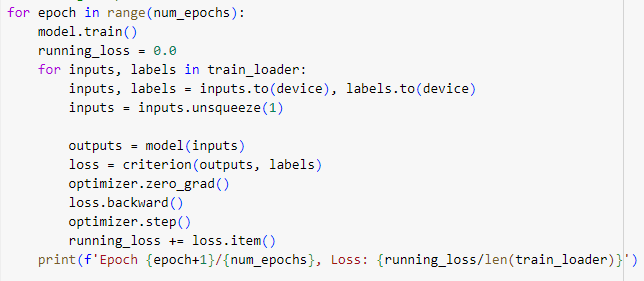 for epoch in range(num_epochs):
    model.train()
    running_loss = 0.0
    for inputs, labels in train_loader:
        inputs, labels = inputs.to(device), labels.to(device)
        inputs = inputs.unsqueeze(1)

        outputs = model(inputs)
        loss = criterion(outputs, labels)
        optimizer.zero_grad()
        loss.backward()
        optimizer.step()
        running_loss += loss.item()
    print(f'Epoch {epoch+1}/{num_epochs}, Loss: {running_loss/len(train_loader)}')